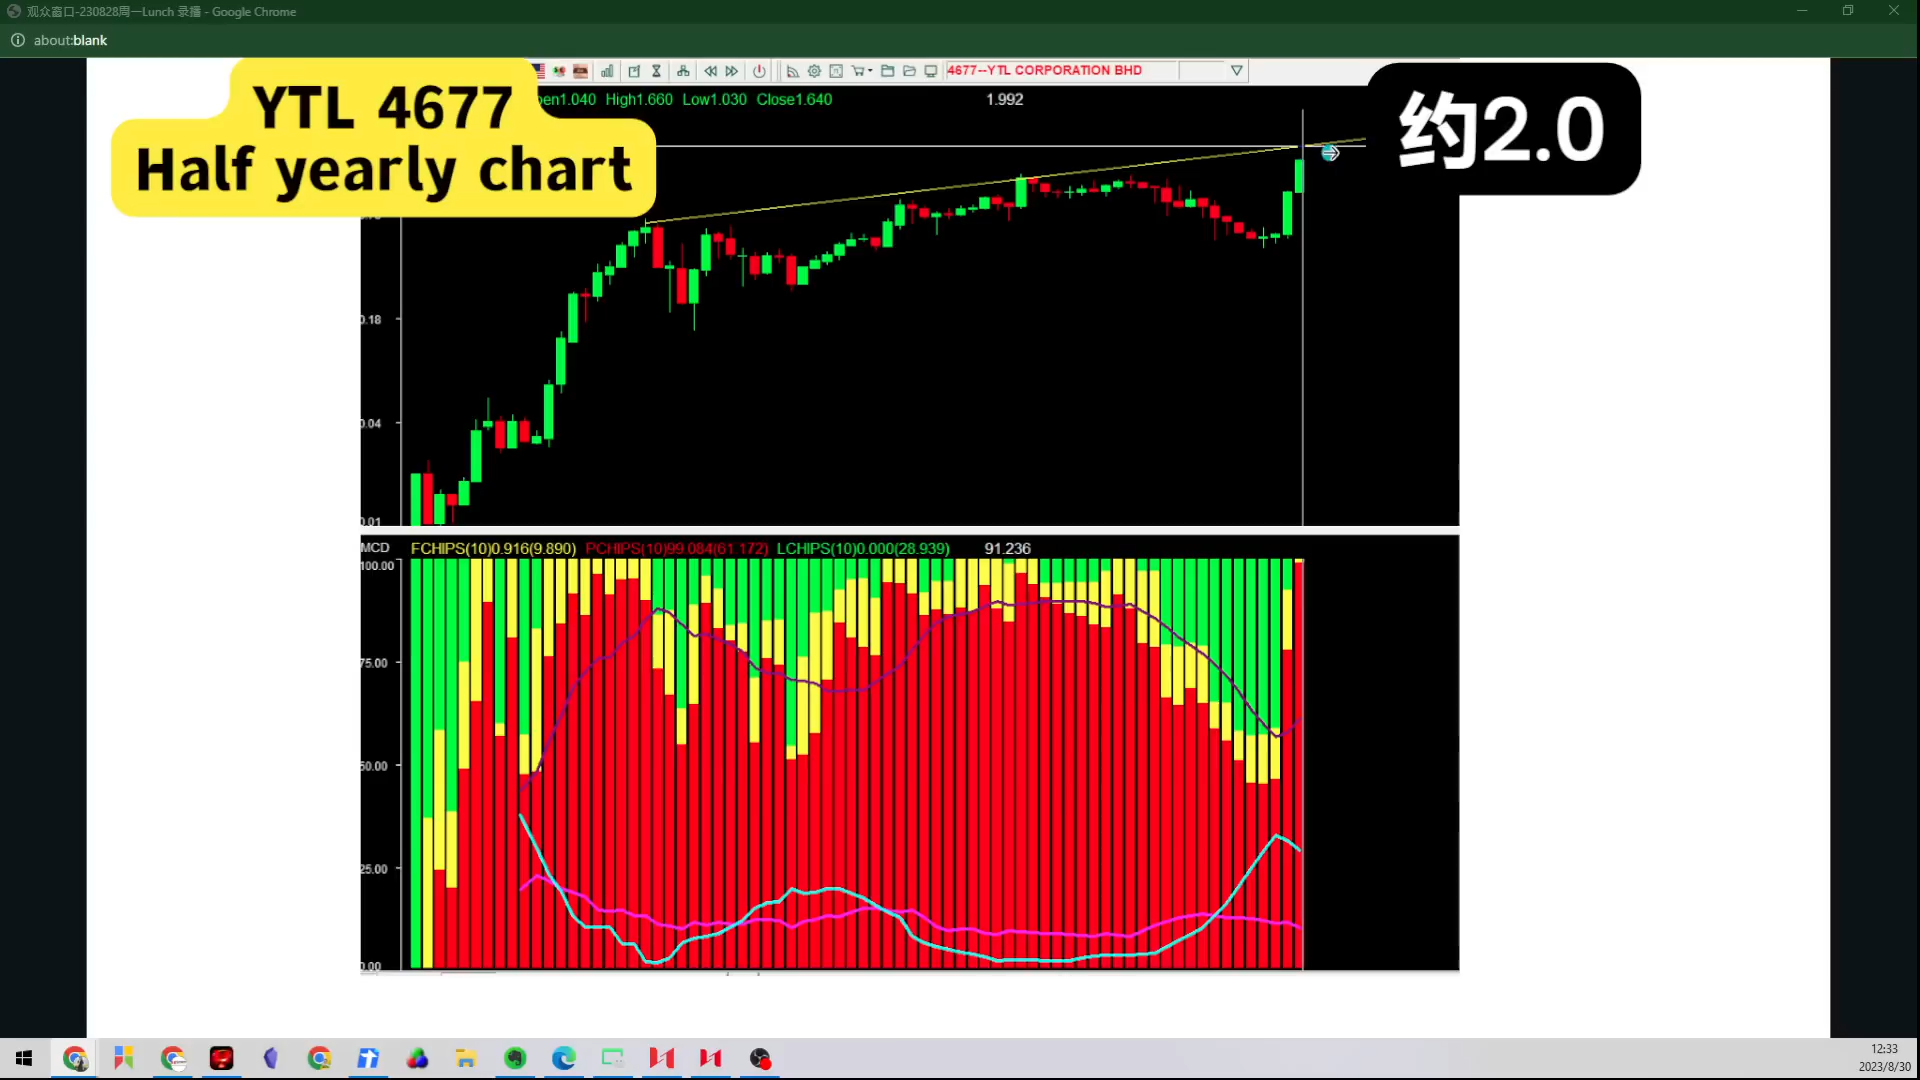 观众窗口-230828周一Lunch 录播 - Google Chrome
about:blank
YTL 4677
Half yearly chart
4677--YTL CORPORATION BHD
High1.660 Low1.030 Close1.640
1.992
约2.0
0.18
0.04
0.01
MCD FCHIPS(10)0.916(9.890) PCHIPS(10)99.084(61.172) LCHIPS(10)0.000(28.939) 91.236
100.00
75.00
50.00
25.00
0.00
12:33
2023/8/30